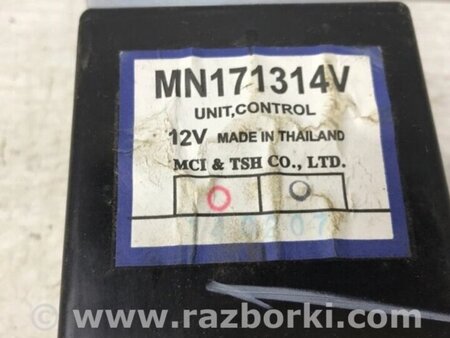 MN171314V
UNIT,CONTROL
12V MADE IN THAILAND
MCI & TSH CO., LTD.
www.razborki.com